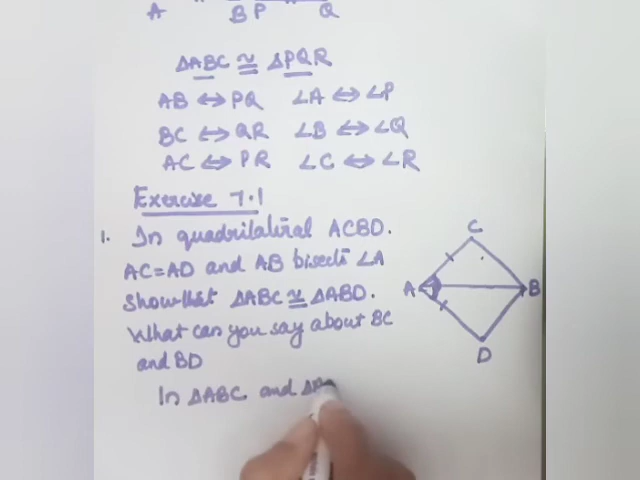 A B P Q
ΔABC ≅ ΔPQR
AB ↔ PQ ∠A ↔ ∠P
BC ↔ QR ∠B ↔ ∠Q
AC ↔ PR ∠C ↔ ∠R
Exercise 7.1
1. In quadrilateral ACBD.
AC=AD and AB bisects ∠A
Show that ΔABC ≅ ΔABD.
What can you say about BC
and BD
In ΔABC and Δ
C
A B
D